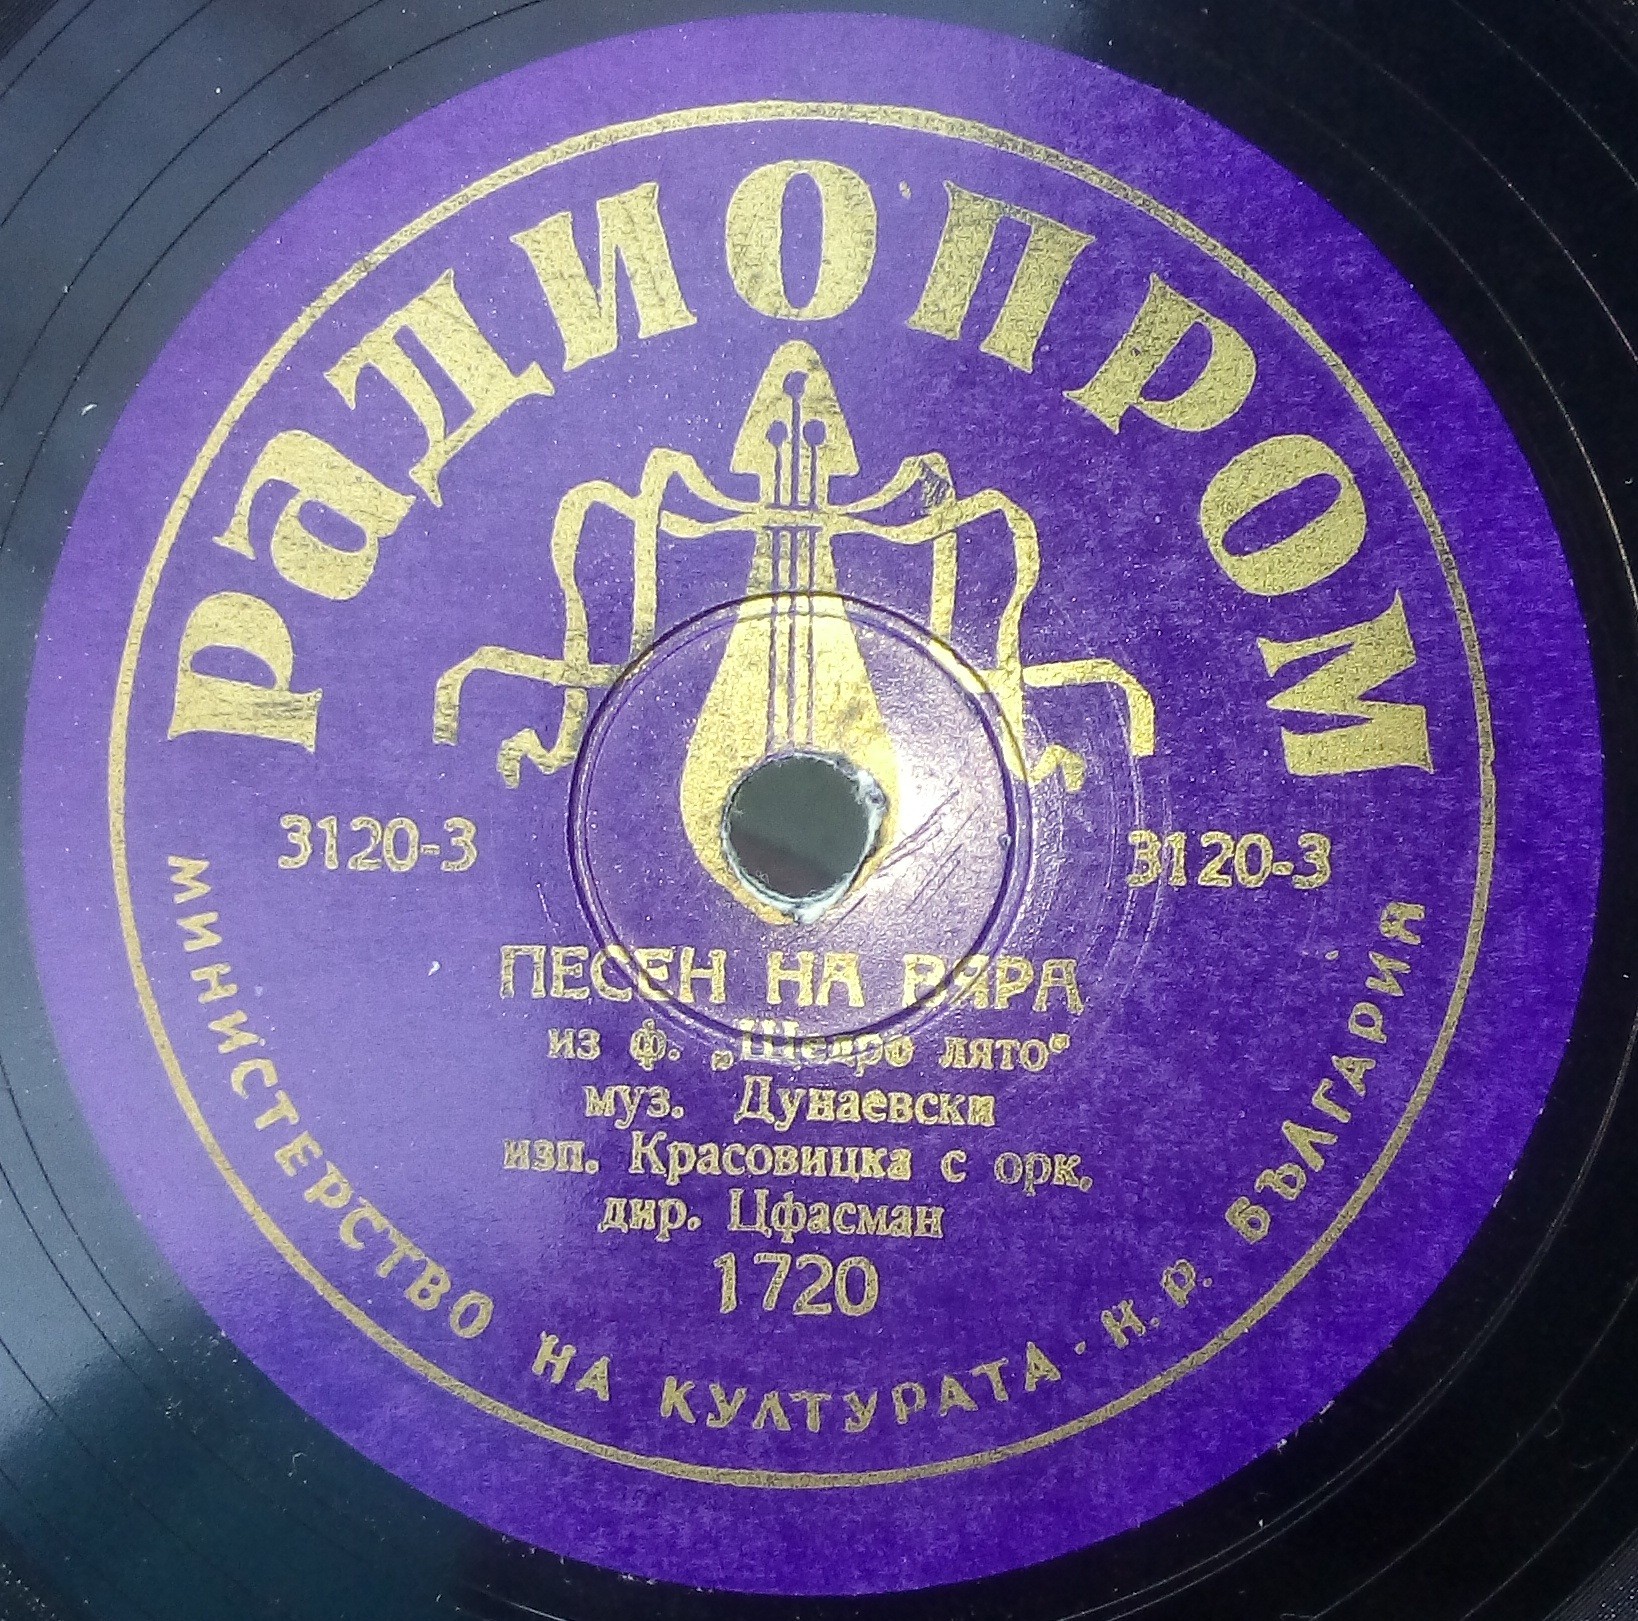 РАДИОПРОМ
3120-3 3120-3
ПЕСЕН НА ВЯРА
из ф. „Щедро лято“
муз. Дунаевски
изп. Красовицка с орк.
дир. Цфасман
1720
МИНИСТЕРСТВО НА КУЛТУРАТА · Н. Р. БЪЛГАРИЯ